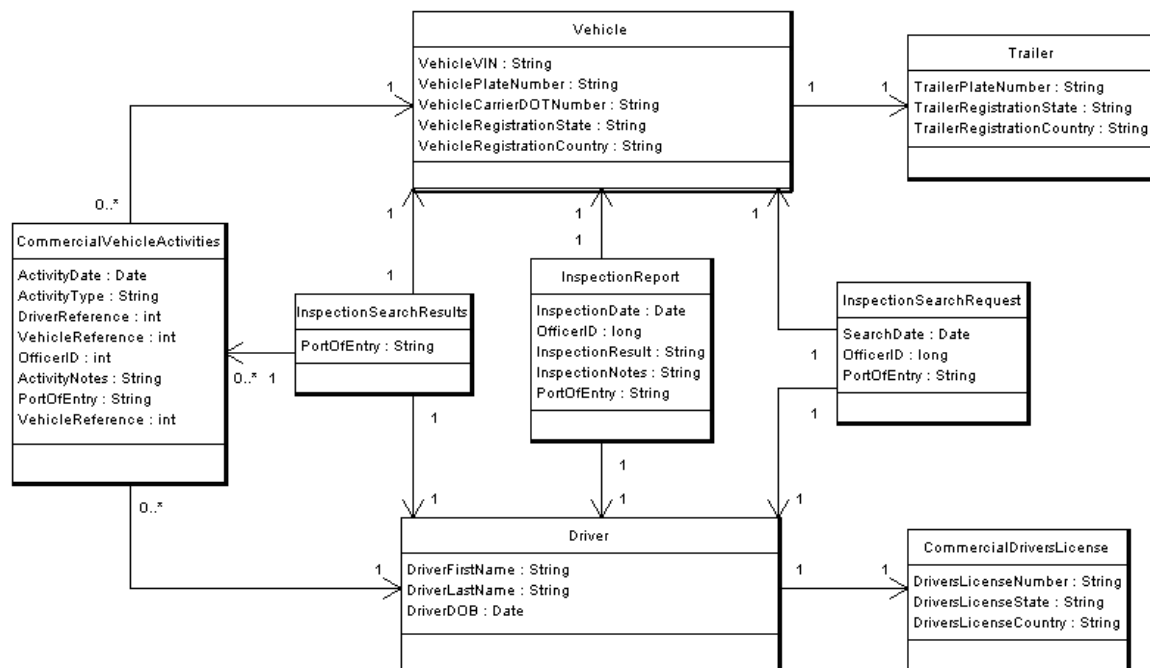 Vehicle
VehicleVIN : String
VehiclePlateNumber : String
VehicleCarrierDOTNumber : String
VehicleRegistrationState : String
VehicleRegistrationCountry : String
Trailer
TrailerPlateNumber : String
TrailerRegistrationState : String
TrailerRegistrationCountry : String
1
1
1
0..*
1
1
1
1
1
CommercialVehicleActivities
ActivityDate : Date
ActivityType : String
DriverReference : int
VehicleReference : int
OfficerID : int
ActivityNotes : String
PortOfEntry : String
VehicleReference : int
InspectionSearchResults
PortOfEntry : String
0..* 1
InspectionReport
InspectionDate : Date
OfficerID : long
InspectionResult : String
InspectionNotes : String
PortOfEntry : String
InspectionSearchRequest
SearchDate : Date
OfficerID : long
PortOfEntry : String
1
1
1
1
0..*
1
1
1
1
Driver
DriverFirstName : String
DriverLastName : String
DriverDOB : Date
1
1
CommercialDriversLicense
DriversLicenseNumber : String
DriversLicenseState : String
DriversLicenseCountry : String